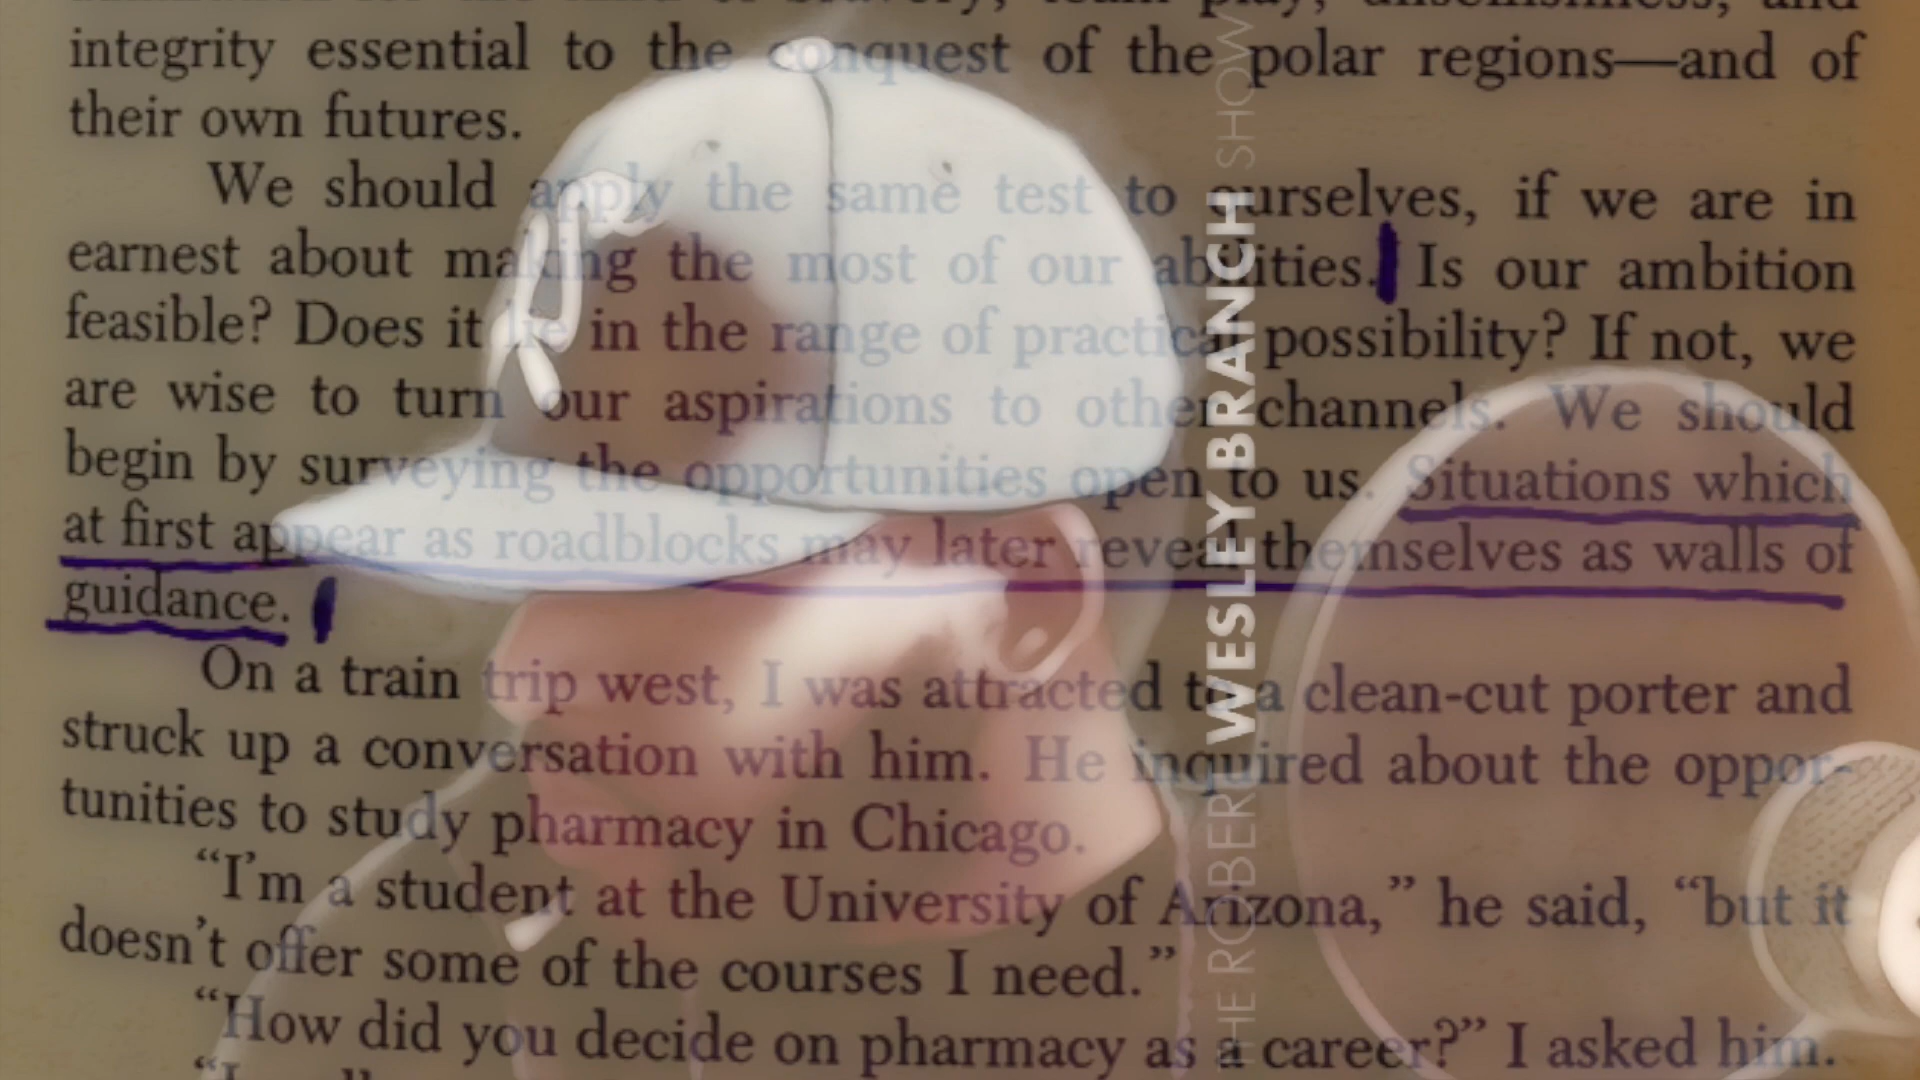 integrity essential to the conquest of the polar regions—and of
their own futures.
We should apply the same test to ourselves, if we are in
earnest about making the most of our abilities. Is our ambition
feasible? Does it lie in the range of practical possibility? If not, we
are wise to turn our aspirations to other channels. We should
begin by surveying the opportunities open to us. Situations which
at first appear as roadblocks may later reveal themselves as walls of
guidance.
On a train trip west, I was attracted to a clean-cut porter and
struck up a conversation with him. He inquired about the oppor-
tunities to study pharmacy in Chicago.
“I'm a student at the University of Arizona,” he said, “but it
doesn't offer some of the courses I need.”
“How did you decide on pharmacy as a career?” I asked him.
THE ROBERT WESLEY BRANCH SHOW